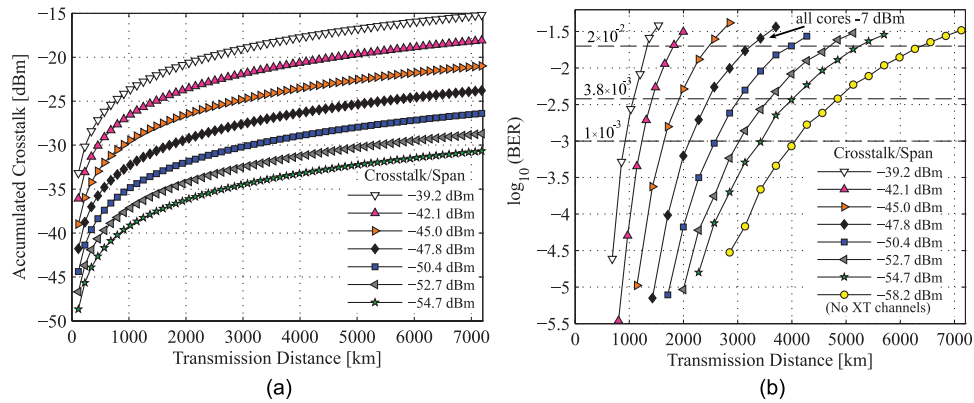 Accumulated Crosstalk [dBm]
−15
−20
−25
−30
−35
−40
−45
−50
0 1000 2000 3000 4000 5000 6000 7000
Transmission Distance [km]
Crosstalk/Span
−39.2 dBm
−42.1 dBm
−45.0 dBm
−47.8 dBm
−50.4 dBm
−52.7 dBm
−54.7 dBm
(a)
log10 (BER)
−1.0
−1.5
−2.0
−2.5
−3.0
−3.5
−4.0
−4.5
−5.0
−5.5
all cores -7 dBm
2×10⁻²
3.8×10⁻³
1×10⁻³
Crosstalk/Span
−39.2 dBm
−42.1 dBm
−45.0 dBm
−47.8 dBm
−50.4 dBm
−52.7 dBm
−54.7 dBm
−58.2 dBm
(No XT channels)
0 1000 2000 3000 4000 5000 6000 7000
Transmission Distance [km]
(b)